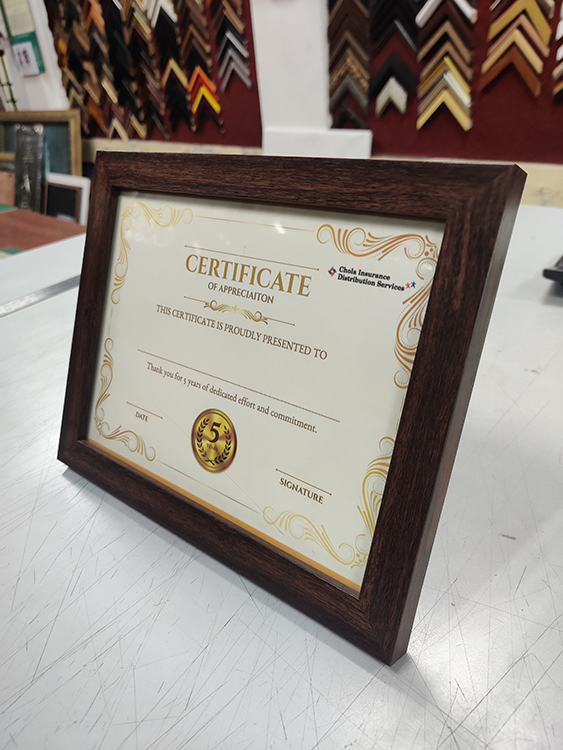 Chola Insurance
Distribution Services
CERTIFICATE
OF APPRECIAITON
THIS CERTIFICATE IS PROUDLY PRESENTED TO
Thank you for 5 years of dedicated effort and commitment.
DATE
5
SIGNATURE